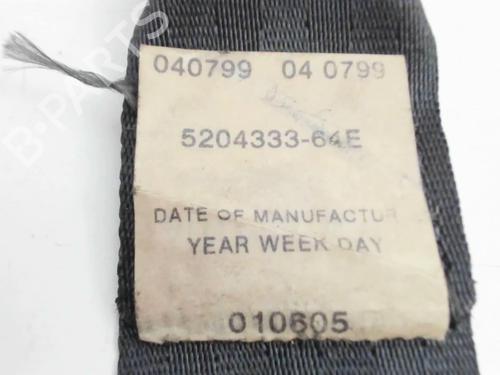 B-PARTS
040799 04 0799
5204333-64E
DATE OF MANUFACTUR
YEAR WEEK DAY
010605